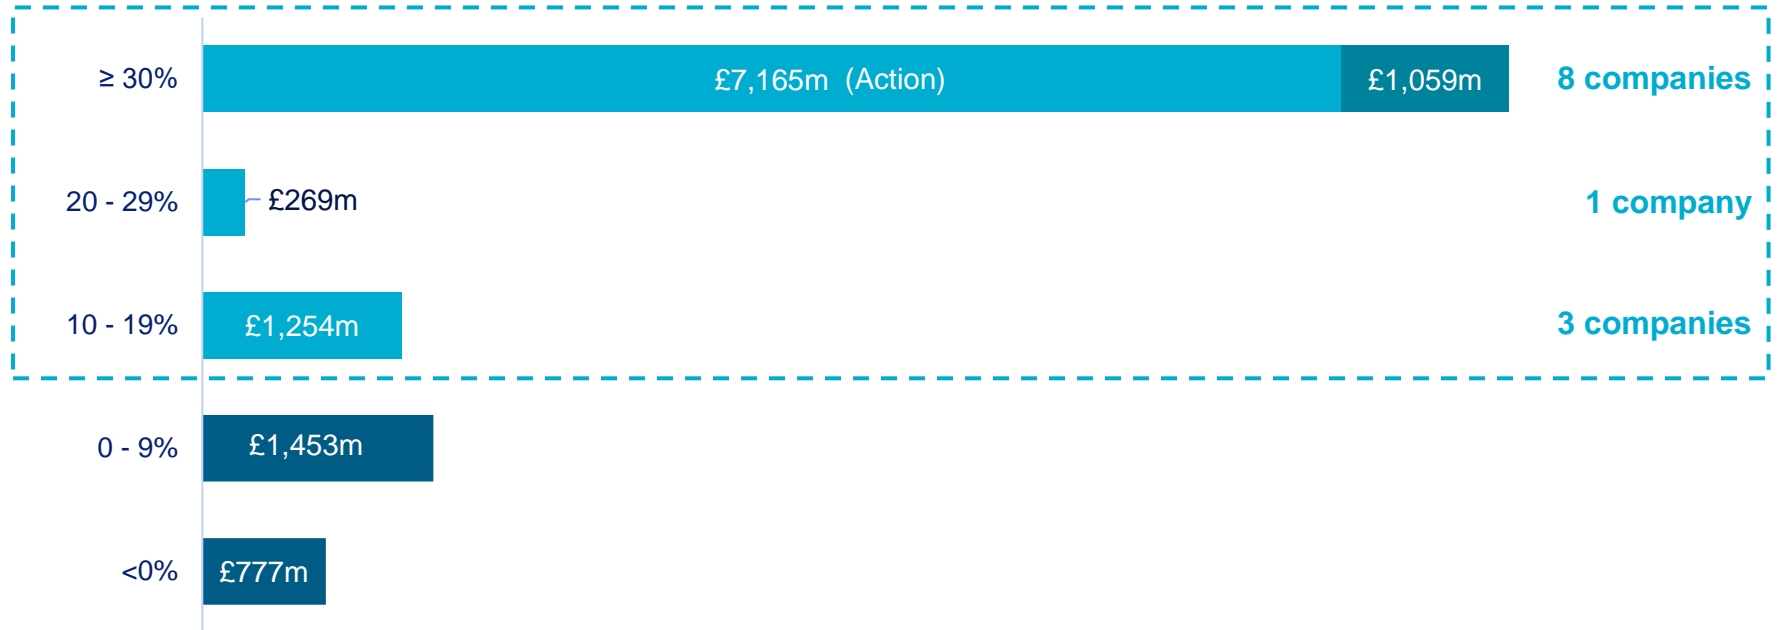 ≥ 30% £7,165m (Action) £1,059m 8 companies
20 - 29% £269m 1 company
10 - 19% £1,254m 3 companies
0 - 9% £1,453m
<0% £777m